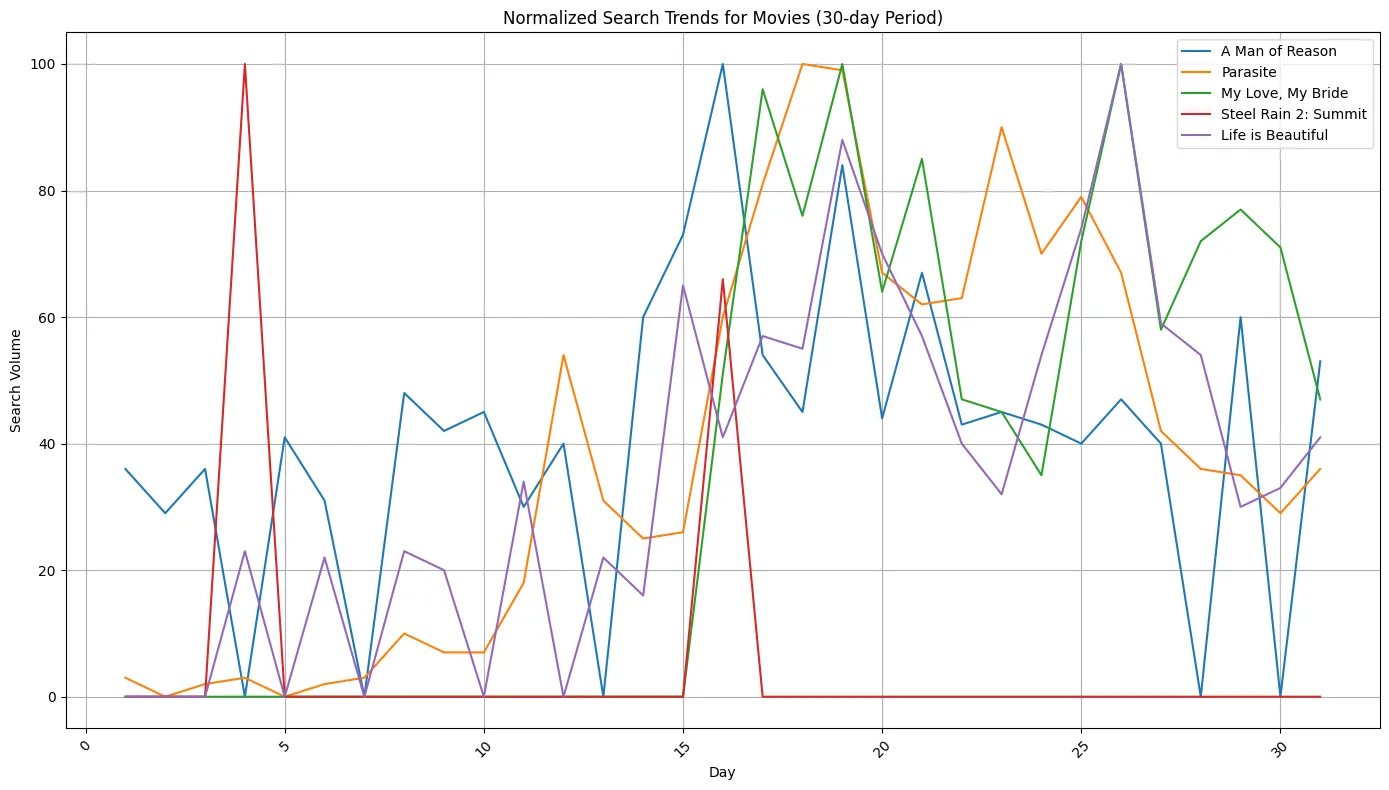 Normalized Search Trends for Movies (30-day Period)
A Man of Reason
Parasite
My Love, My Bride
Steel Rain 2: Summit
Life is Beautiful
Search Volume
100
80
60
40
20
0
0
5
10
15
20
25
30
Day